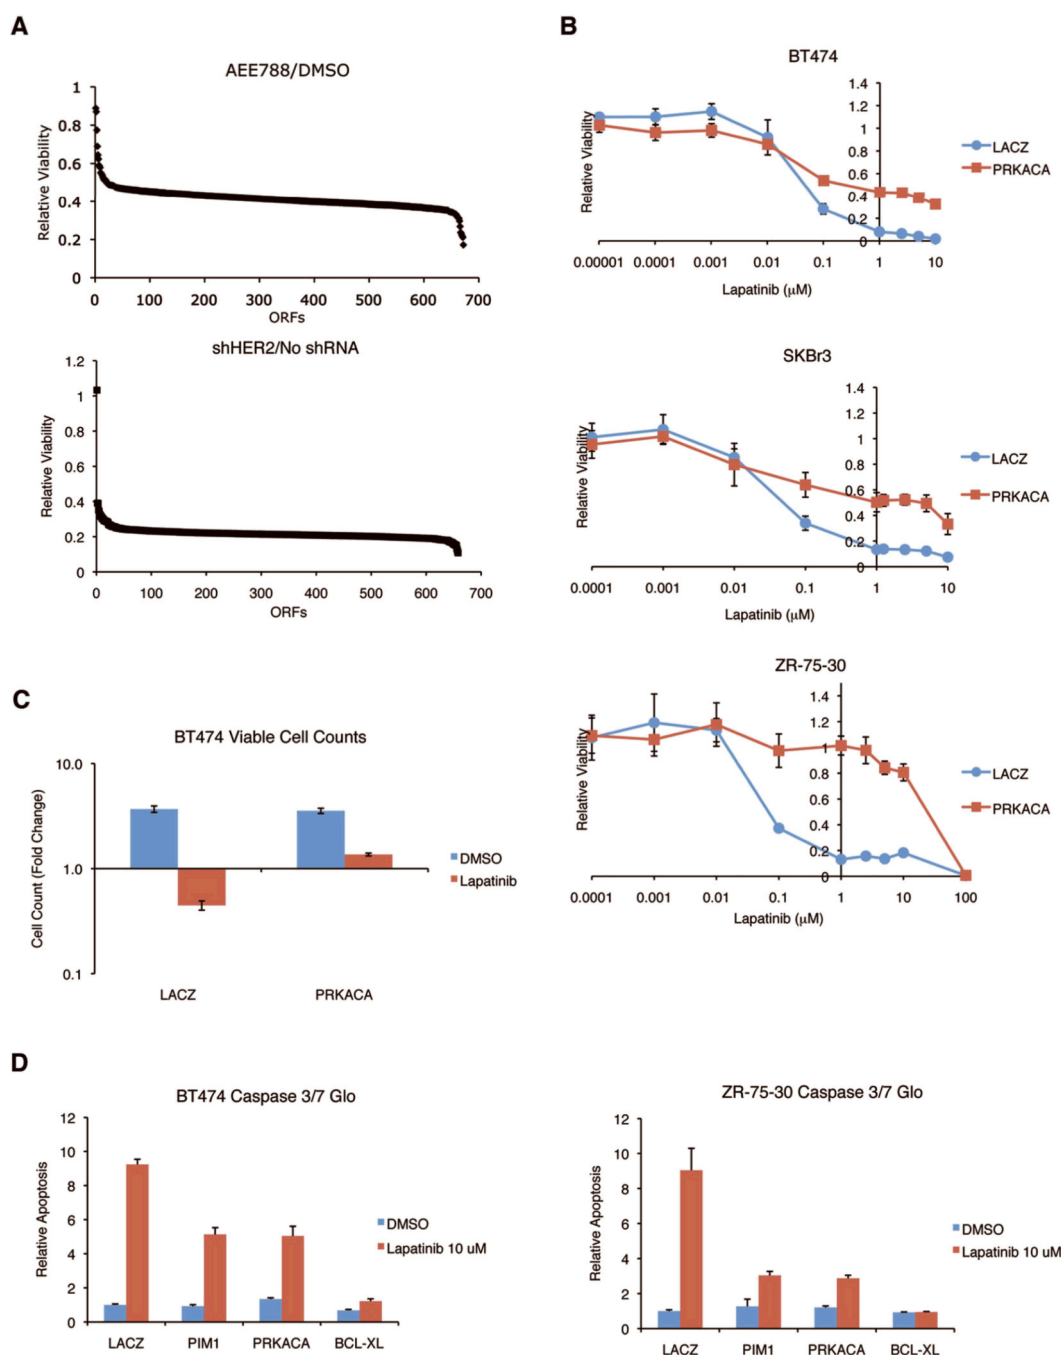 A
AEE788/DMSO
Relative Viability
1
0.8
0.6
0.4
0.2
0
0 100 200 300 400 500 600 700
ORFs
shHER2/No shRNA
Relative Viability
1.2
1
0.8
0.6
0.4
0.2
0
0 100 200 300 400 500 600 700
ORFs
B
BT474
Relative Viability
1.4
1.2
1
0.8
0.6
0.4
0.2
0
0.00001 0.0001 0.001 0.01 0.1 1 10
Lapatinib (μM)
LACZ
PRKACA
SKBr3
Relative Viability
1.4
1.2
1
0.8
0.6
0.4
0.2
0
0.0001 0.001 0.01 0.1 1 10
Lapatinib (μM)
LACZ
PRKACA
ZR-75-30
Relative Viability
1.4
1.2
1
0.8
0.6
0.4
0.2
0
0.0001 0.001 0.01 0.1 1 10 100
Lapatinib (μM)
LACZ
PRKACA
C
BT474 Viable Cell Counts
Cell Count (Fold Change)
10.0
1.0
0.1
LACZ PRKACA
DMSO
Lapatinib
D
BT474 Caspase 3/7 Glo
Relative Apoptosis
12
10
8
6
4
2
0
LACZ PIM1 PRKACA BCL-XL
DMSO
Lapatinib 10 uM
ZR-75-30 Caspase 3/7 Glo
Relative Apoptosis
12
10
8
6
4
2
0
LACZ PIM1 PRKACA BCL-XL
DMSO
Lapatinib 10 uM